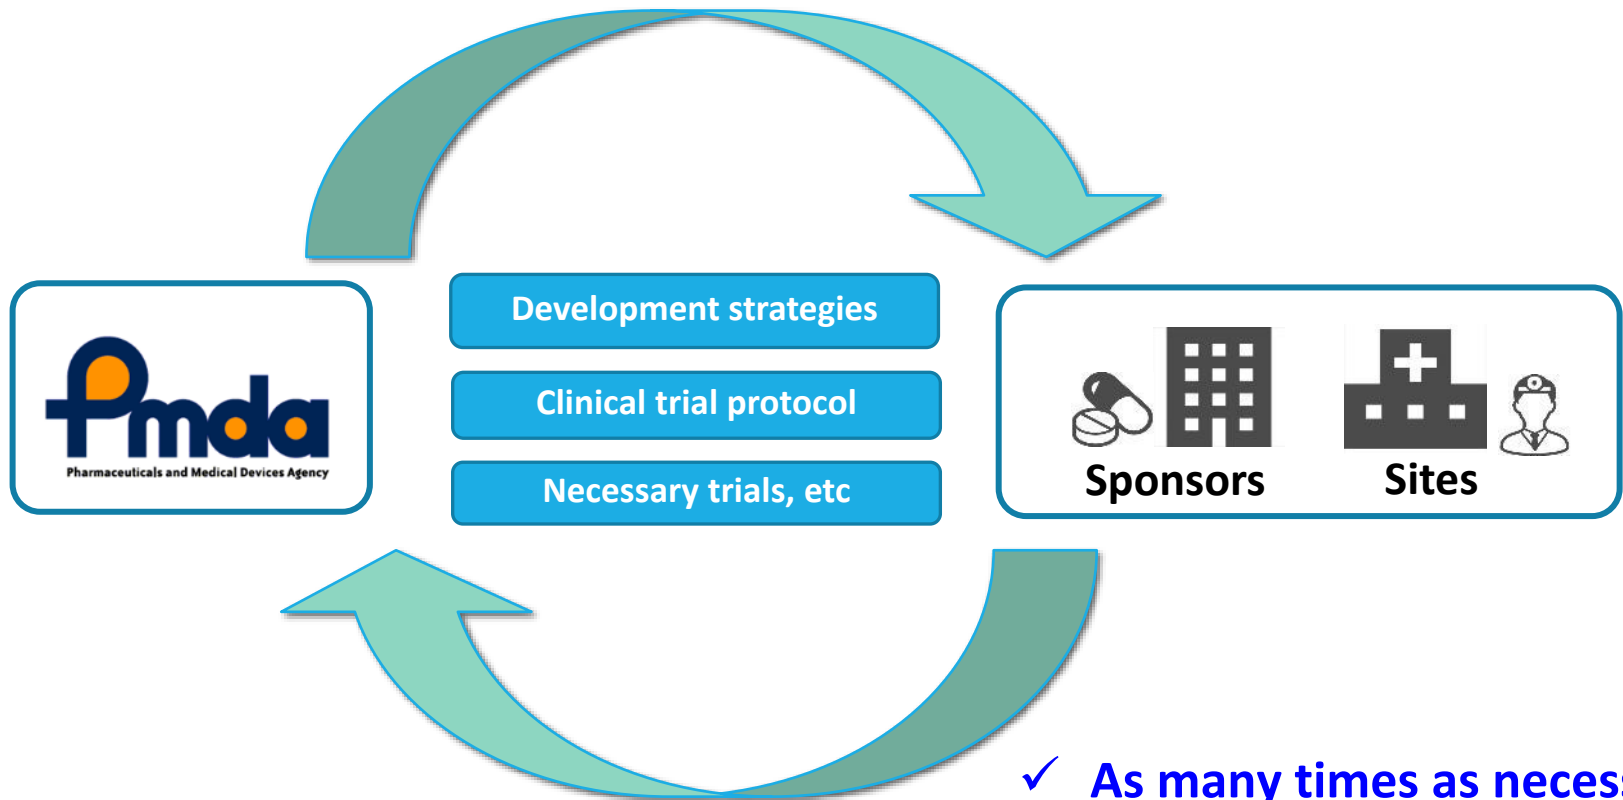 Development strategies
Clinical trial protocol
Necessary trials, etc
Pmda
Pharmaceuticals and Medical Devices Agency
Sponsors
Sites
✓ As many times as